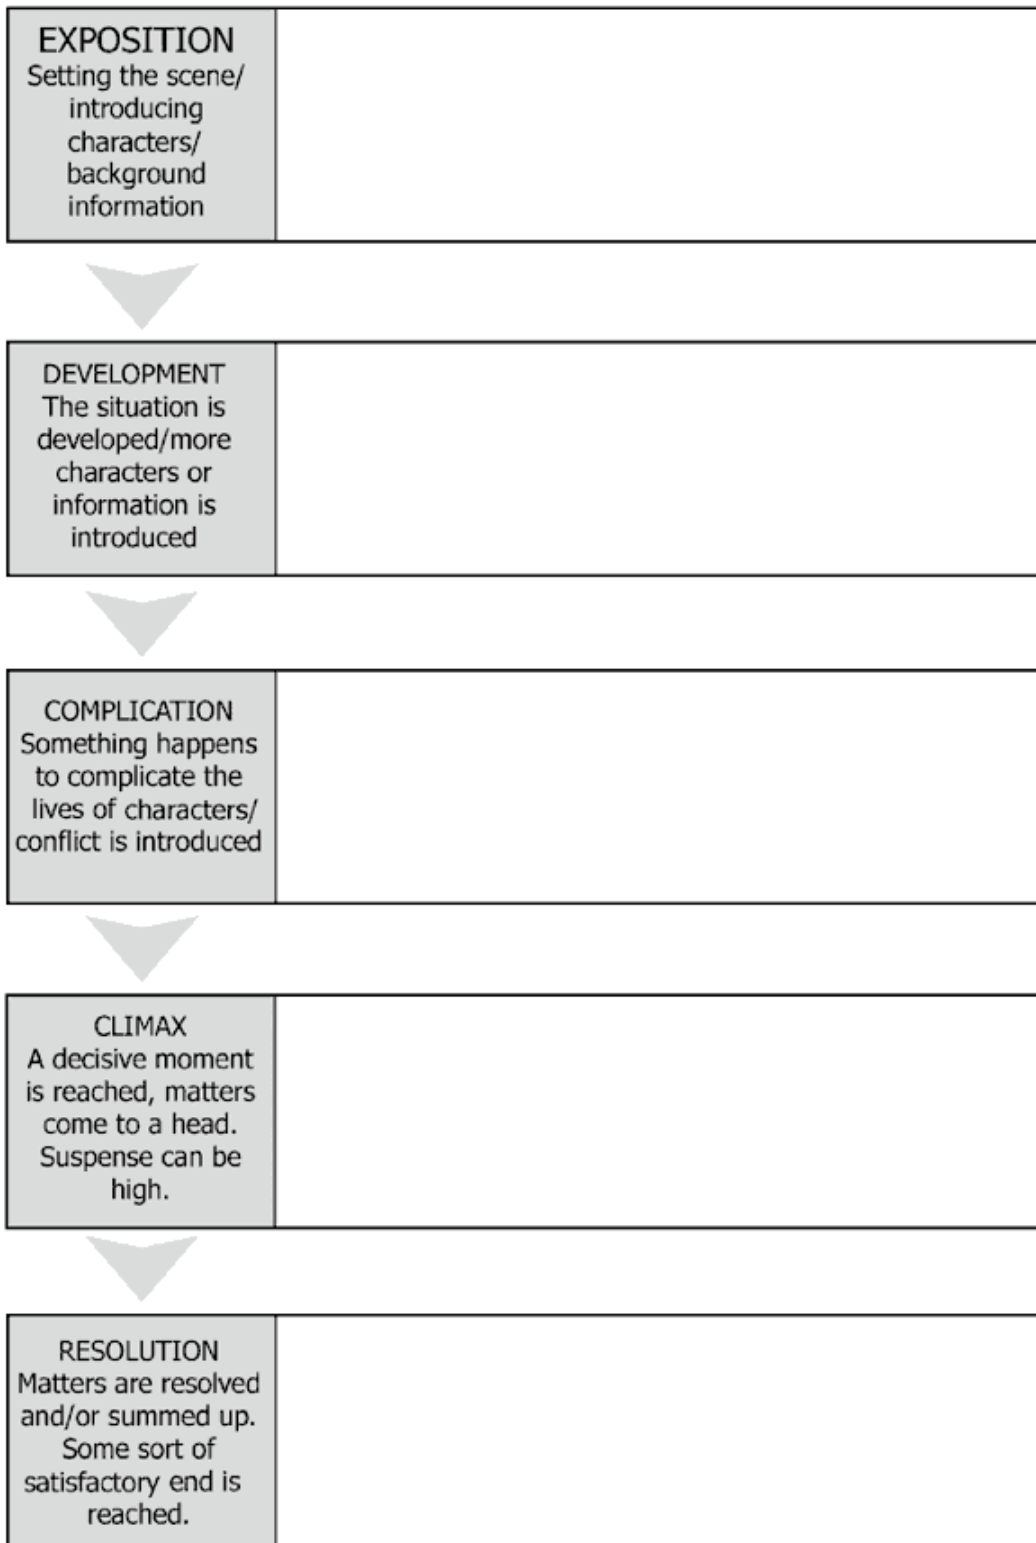 EXPOSITION
Setting the scene/
introducing
characters/
background
information
DEVELOPMENT
The situation is
developed/more
characters or
information is
introduced
COMPLICATION
Something happens
to complicate the
lives of characters/
conflict is introduced
CLIMAX
A decisive moment
is reached, matters
come to a head.
Suspense can be
high.
RESOLUTION
Matters are resolved
and/or summed up.
Some sort of
satisfactory end is
reached.